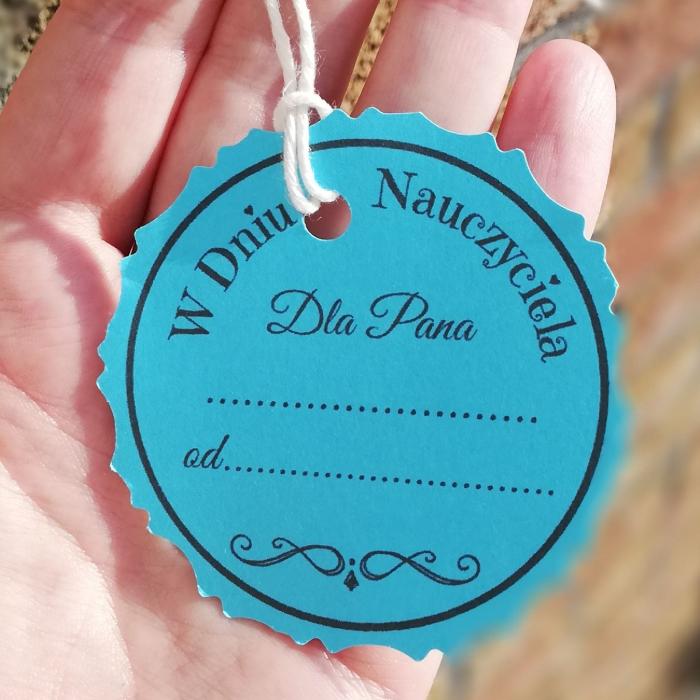 W Dniu Nauczyciela
Dla Pana
..............................
od..............................